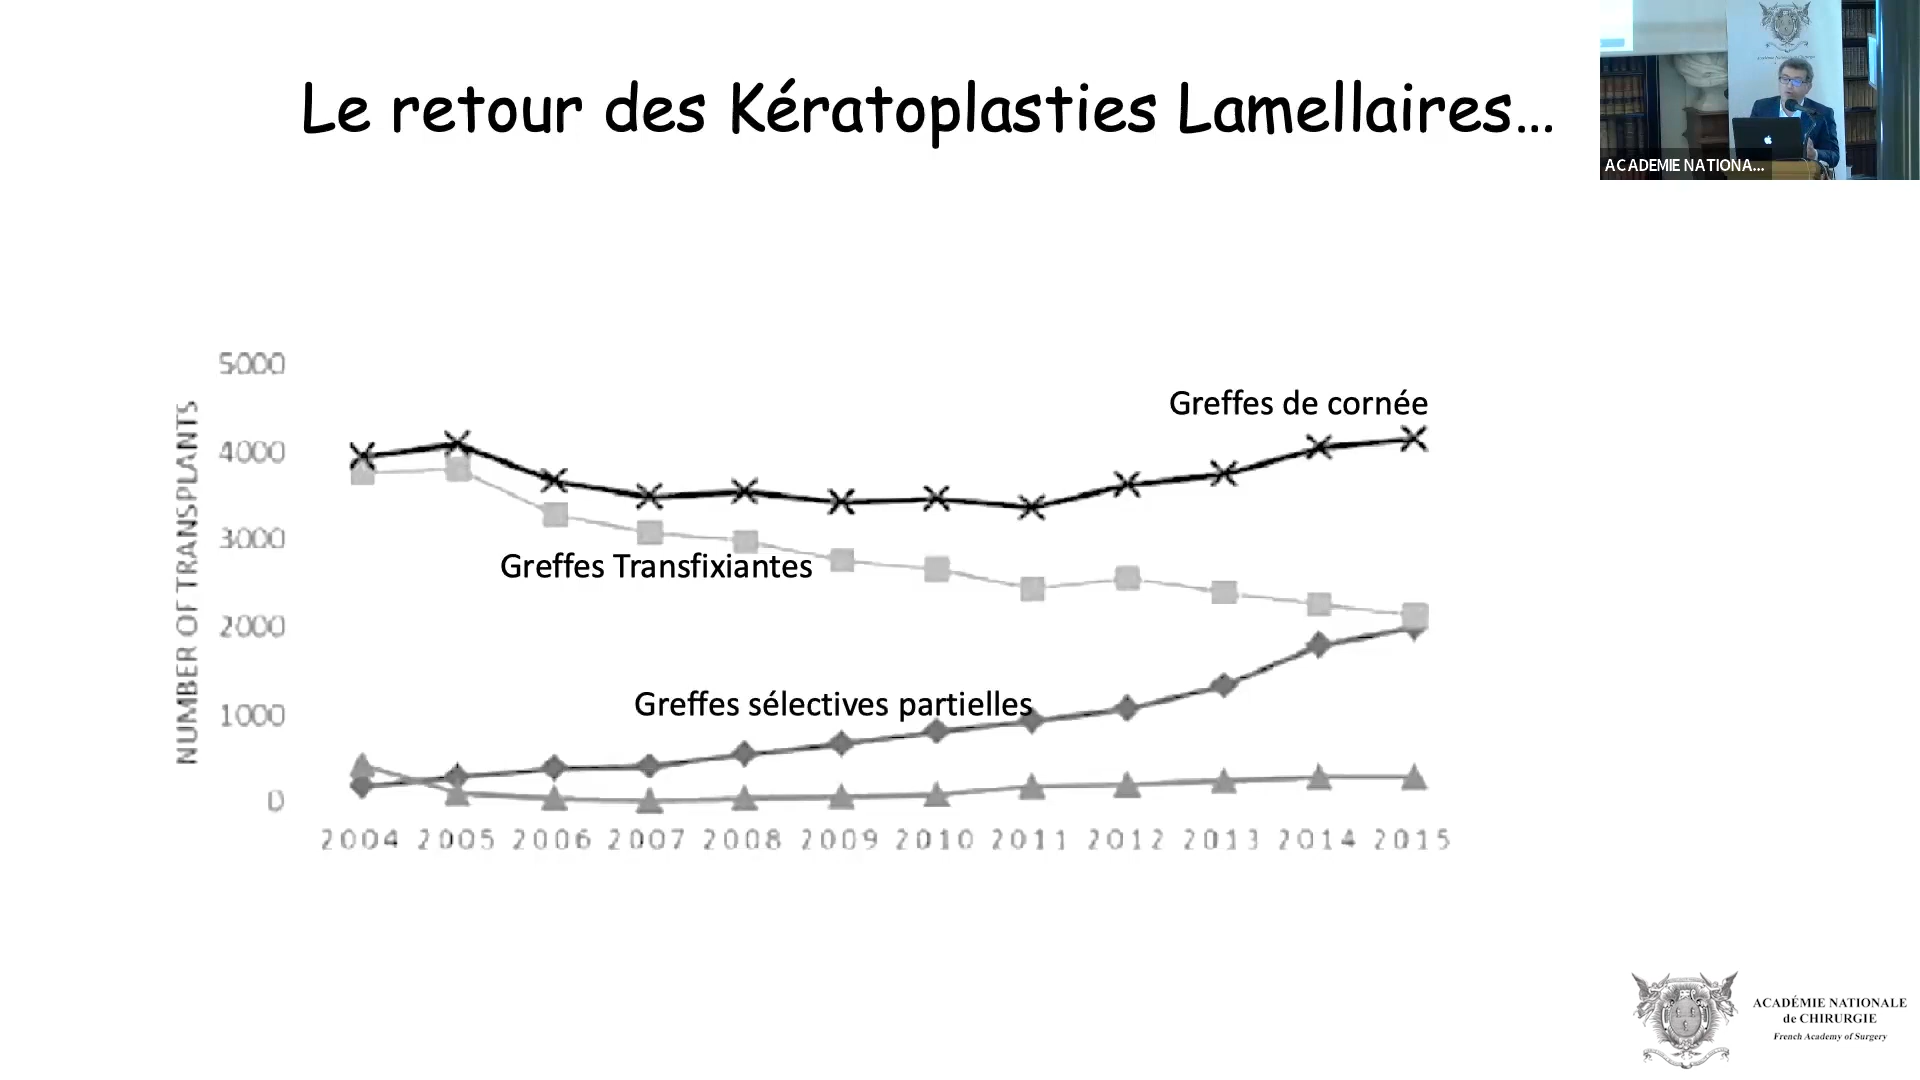 Le retour des Kératoplasties Lamellaires...
ACADEMIE NATIONA...
NUMBER OF TRANSPLANTS
5000
4000
3000
2000
1000
0
Greffes de cornée
Greffes Transfixiantes
Greffes sélectives partielles
2004 2005 2006 2007 2008 2009 2010 2011 2012 2013 2014 2015
ACADÉMIE NATIONALE
de CHIRURGIE
French Academy of Surgery